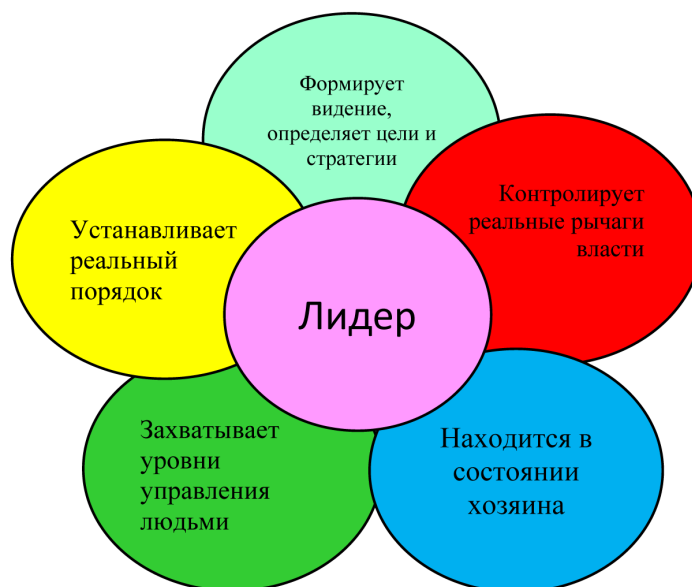 Формирует
видение,
определяет цели и
стратегии
Контролирует
реальные рычаги
власти
Устанавливает
реальный
порядок
Лидер
Захватывает
уровни
управления
людьми
Находится в
состоянии
хозяина